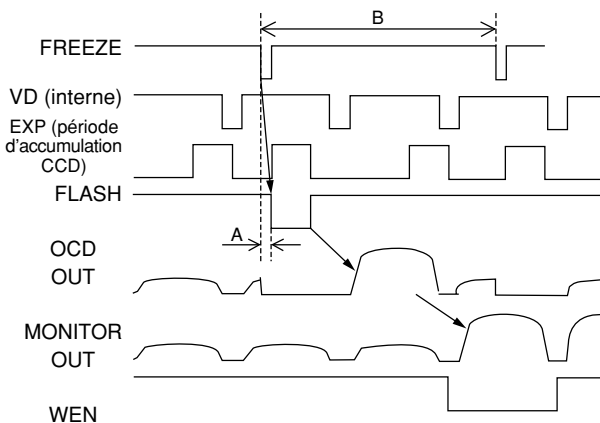 B
FREEZE
VD (interne)
EXP (période
d'accumulation
CCD)
FLASH
A
OCD
OUT
MONITOR
OUT
WEN